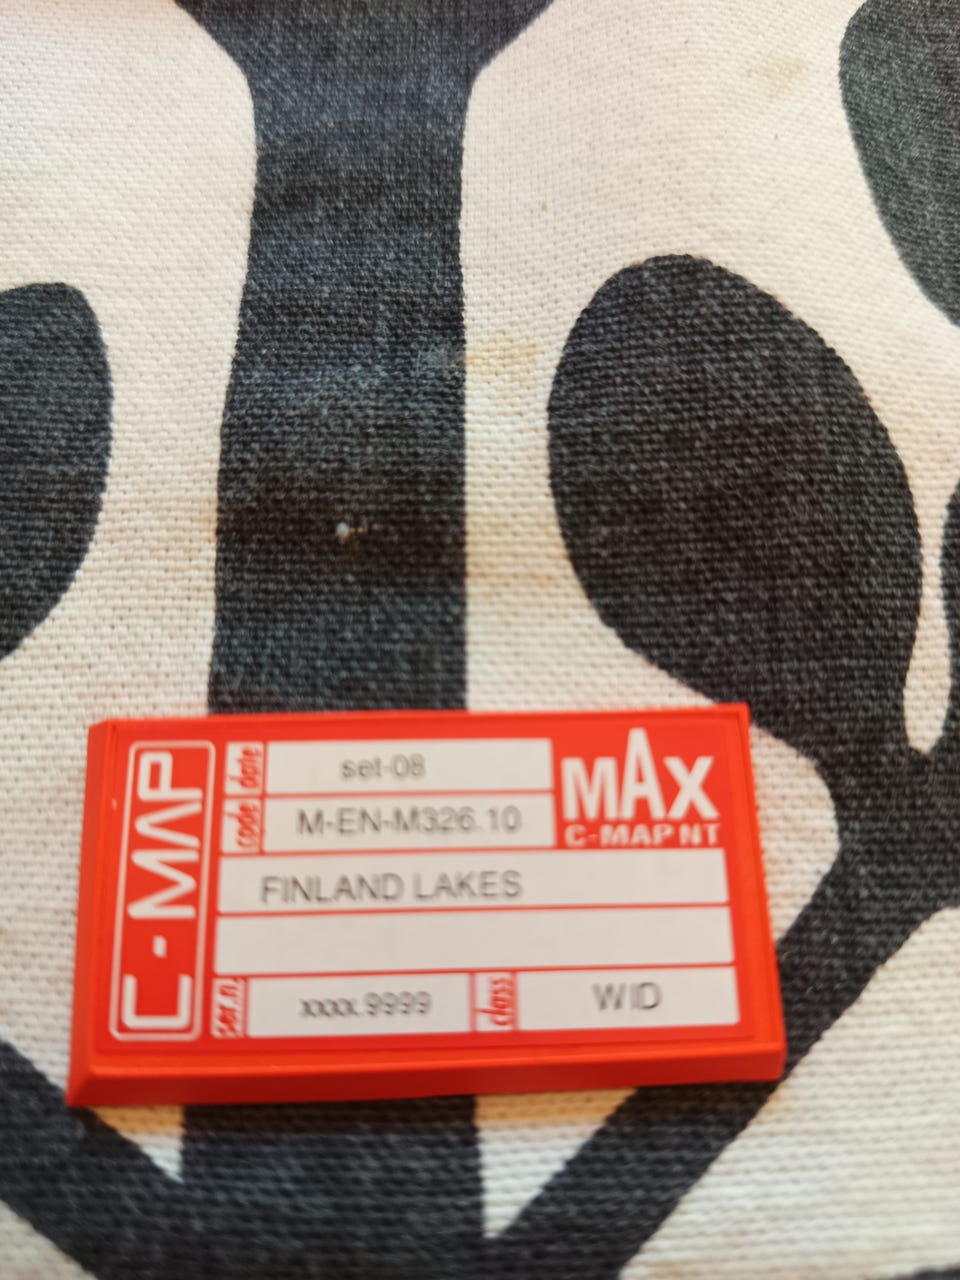 C-MAP
date
set-08
code
M-EN-M326.10
MAX
C-MAP NT
FINLAND LAKES
ser.n.
xxxx.9999
class
WID